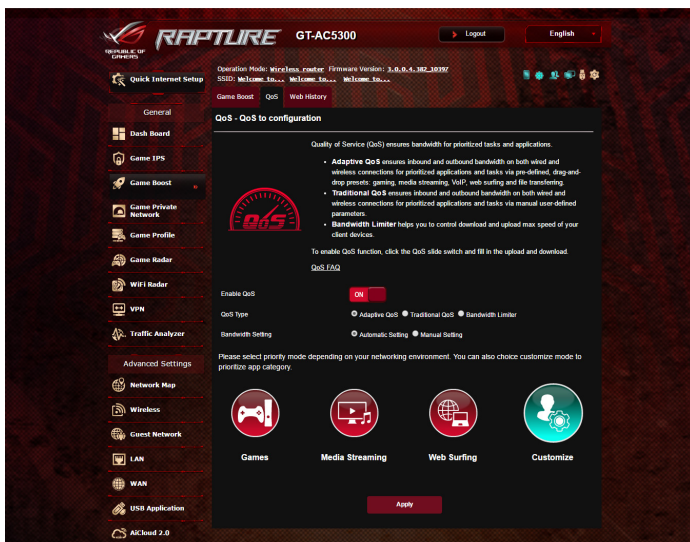 REPUBLIC OF
GAMERS
RAPTURE
GT-AC5300
Logout
English
Quick Internet Setup
Operation Mode: Wireless router Firmware Version: 3.0.0.4.382_10397
SSID: Welcome to... Welcome to... Welcome to...
Game Boost QoS Web History
General
Dash Board
Game IPS
Game Boost
Game Private
Network
Game Profile
Game Radar
WiFi Radar
VPN
Traffic Analyzer
Advanced Settings
Network Map
Wireless
Guest Network
LAN
WAN
USB Application
AiCloud 2.0
QoS - QoS to configuration
Quality of Service (QoS) ensures bandwidth for prioritized tasks and applications.
• Adaptive QoS ensures inbound and outbound bandwidth on both wired and
wireless connections for prioritized applications and tasks via pre-defined, drag-and-
drop presets: gaming, media streaming, VoIP, web surfing and file transferring.
• Traditional QoS ensures inbound and outbound bandwidth on both wired and
wireless connections for prioritized applications and tasks via manual user-defined
parameters.
• Bandwidth Limiter helps you to control download and upload max speed of your
client devices.
QoS
To enable QoS function, click the QoS slide switch and fill in the upload and download.
QoS FAQ
Enable QoS
ON
QoS Type
Adaptive QoS Traditional QoS Bandwidth Limiter
Bandwidth Setting
Automatic Setting Manual Setting
Please select priority mode depending on your networking environment. You can also choice customize mode to
prioritize app category.
Games
Media Streaming
Web Surfing
Customize
Apply